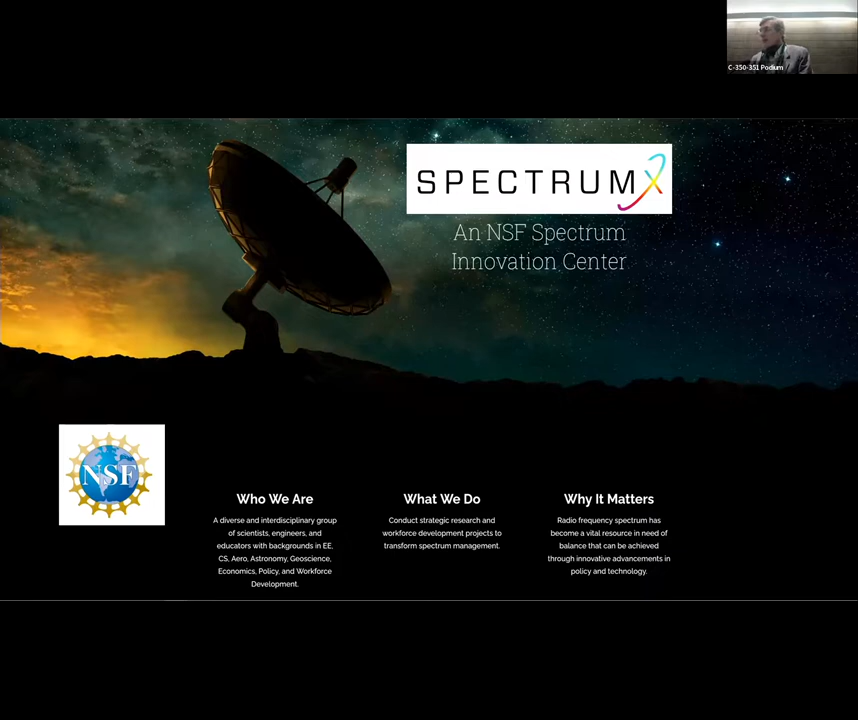 C-350-351 Podium
SPECTRUMX
An NSF Spectrum
Innovation Center
NSF
Who We Are
A diverse and interdisciplinary group
of scientists, engineers, and
educators with backgrounds in EE,
CS, Aero, Astronomy, Geoscience,
Economics, Policy, and Workforce
Development.
What We Do
Conduct strategic research and
workforce development projects to
transform spectrum management.
Why It Matters
Radio frequency spectrum has
become a vital resource in need of
balance that can be achieved
through innovative advancements in
policy and technology.